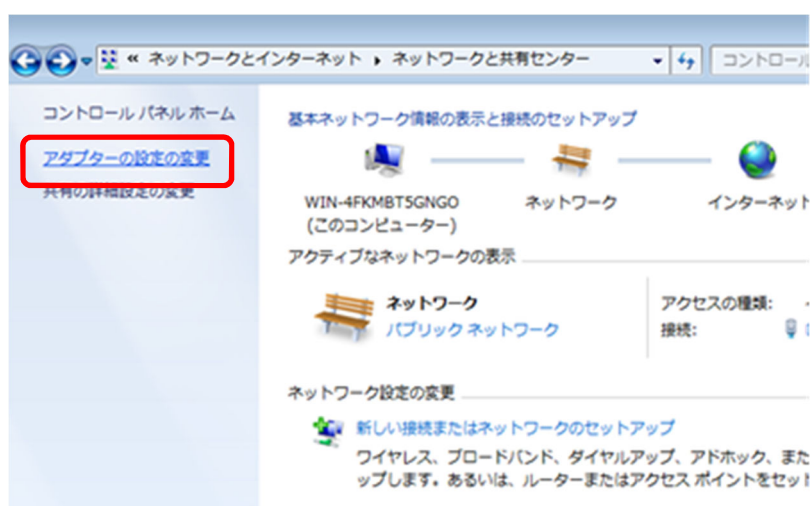 « ネットワークとインターネット ▸ ネットワークと共有センター
コントロール
コントロール パネル ホーム
アダプターの設定の変更
共有の詳細設定の変更
基本ネットワーク情報の表示と接続のセットアップ
WIN-4FKMBT5GNGO
(このコンピューター)
ネットワーク
インターネット
アクティブなネットワークの表示
ネットワーク
パブリック ネットワーク
アクセスの種類:
接続:
ネットワーク設定の変更
新しい接続またはネットワークのセットアップ
ワイヤレス、ブロードバンド、ダイヤルアップ、アドホック、また
ップします。あるいは、ルーターまたはアクセス ポイントをセット